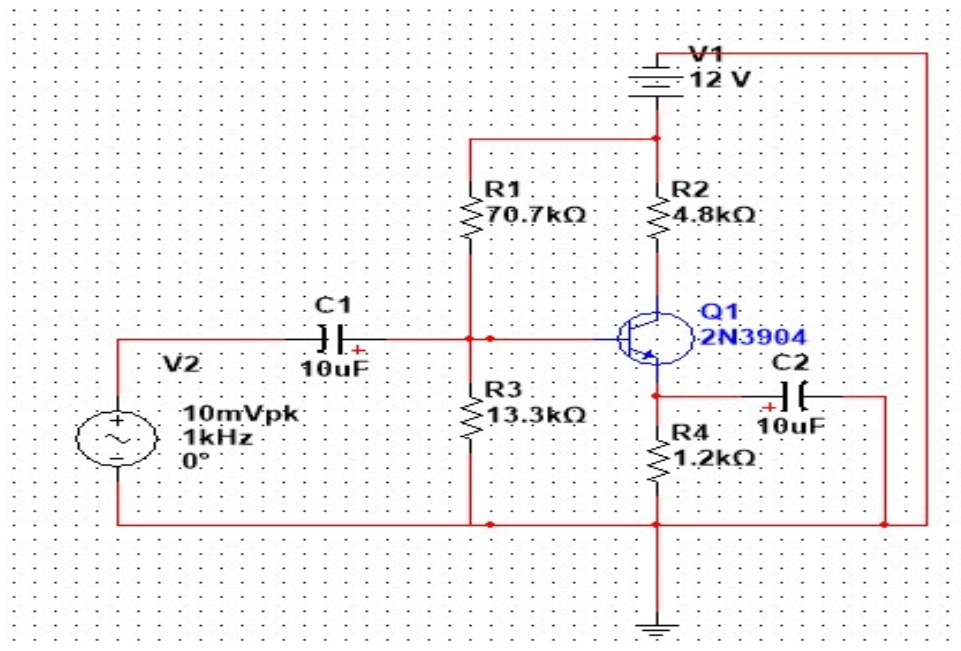 V1
12 V
R1
70.7kΩ
R2
4.8kΩ
C1
10uF
+
Q1
2N3904
V2
10mVpk
1kHz
0°
R3
13.3kΩ
C2
10uF
+
R4
1.2kΩ